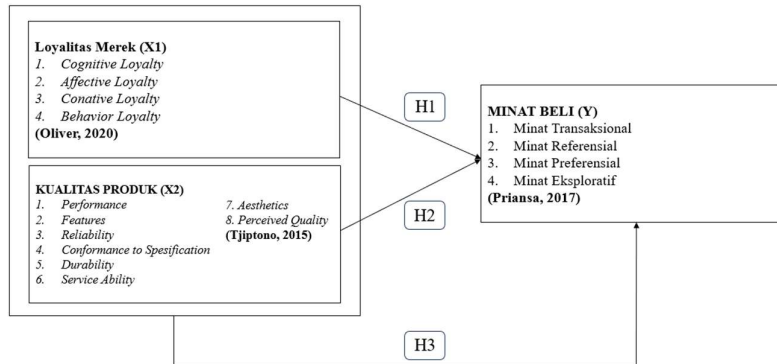 Loyalitas Merek (X1)
1. Cognitive Loyalty
2. Affective Loyalty
3. Conative Loyalty
4. Behavior Loyalty
(Oliver, 2020)
KUALITAS PRODUK (X2)
1. Performance
2. Features
3. Reliability
4. Conformance to Spesification
5. Durability
6. Service Ability
7. Aesthetics
8. Perceived Quality
(Tjiptono, 2015)
H1
H2
MINAT BELI (Y)
1. Minat Transaksional
2. Minat Referensial
3. Minat Preferensial
4. Minat Eksploratif
(Priansa, 2017)
H3